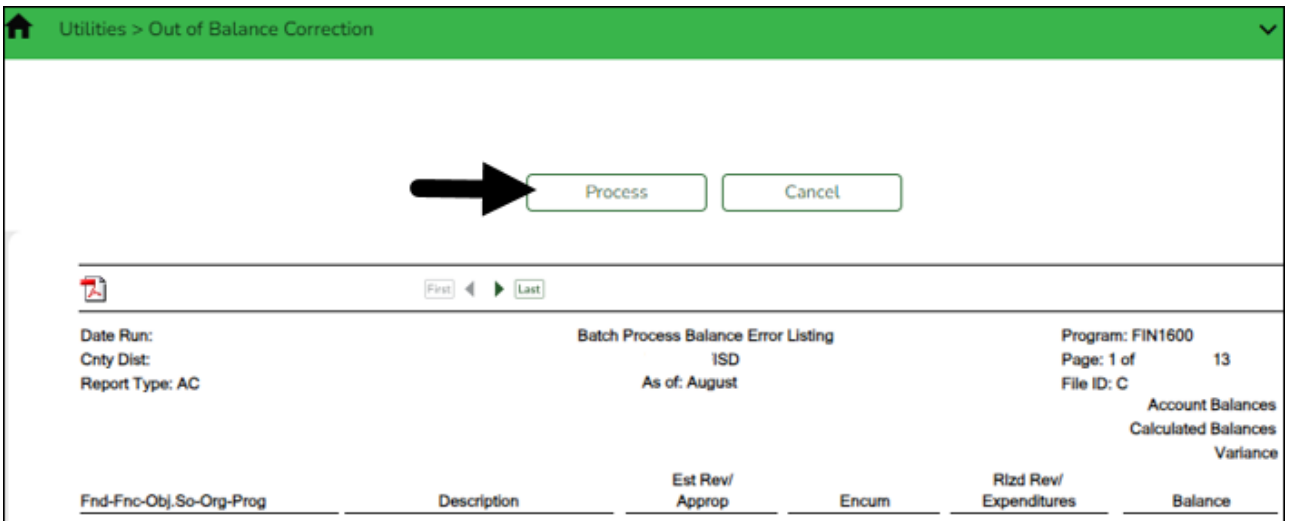 Utilities > Out of Balance Correction
Process Cancel
First Last
Date Run: Batch Process Balance Error Listing Program: FIN1600
Cnty Dist: ISD Page: 1 of 13
Report Type: AC As of: August File ID: C
Account Balances
Calculated Balances
Variance
Est Rev/ Rlzd Rev/
Fnd-Fnc-Obj.So-Org-Prog Description Approp Encum Expenditures Balance